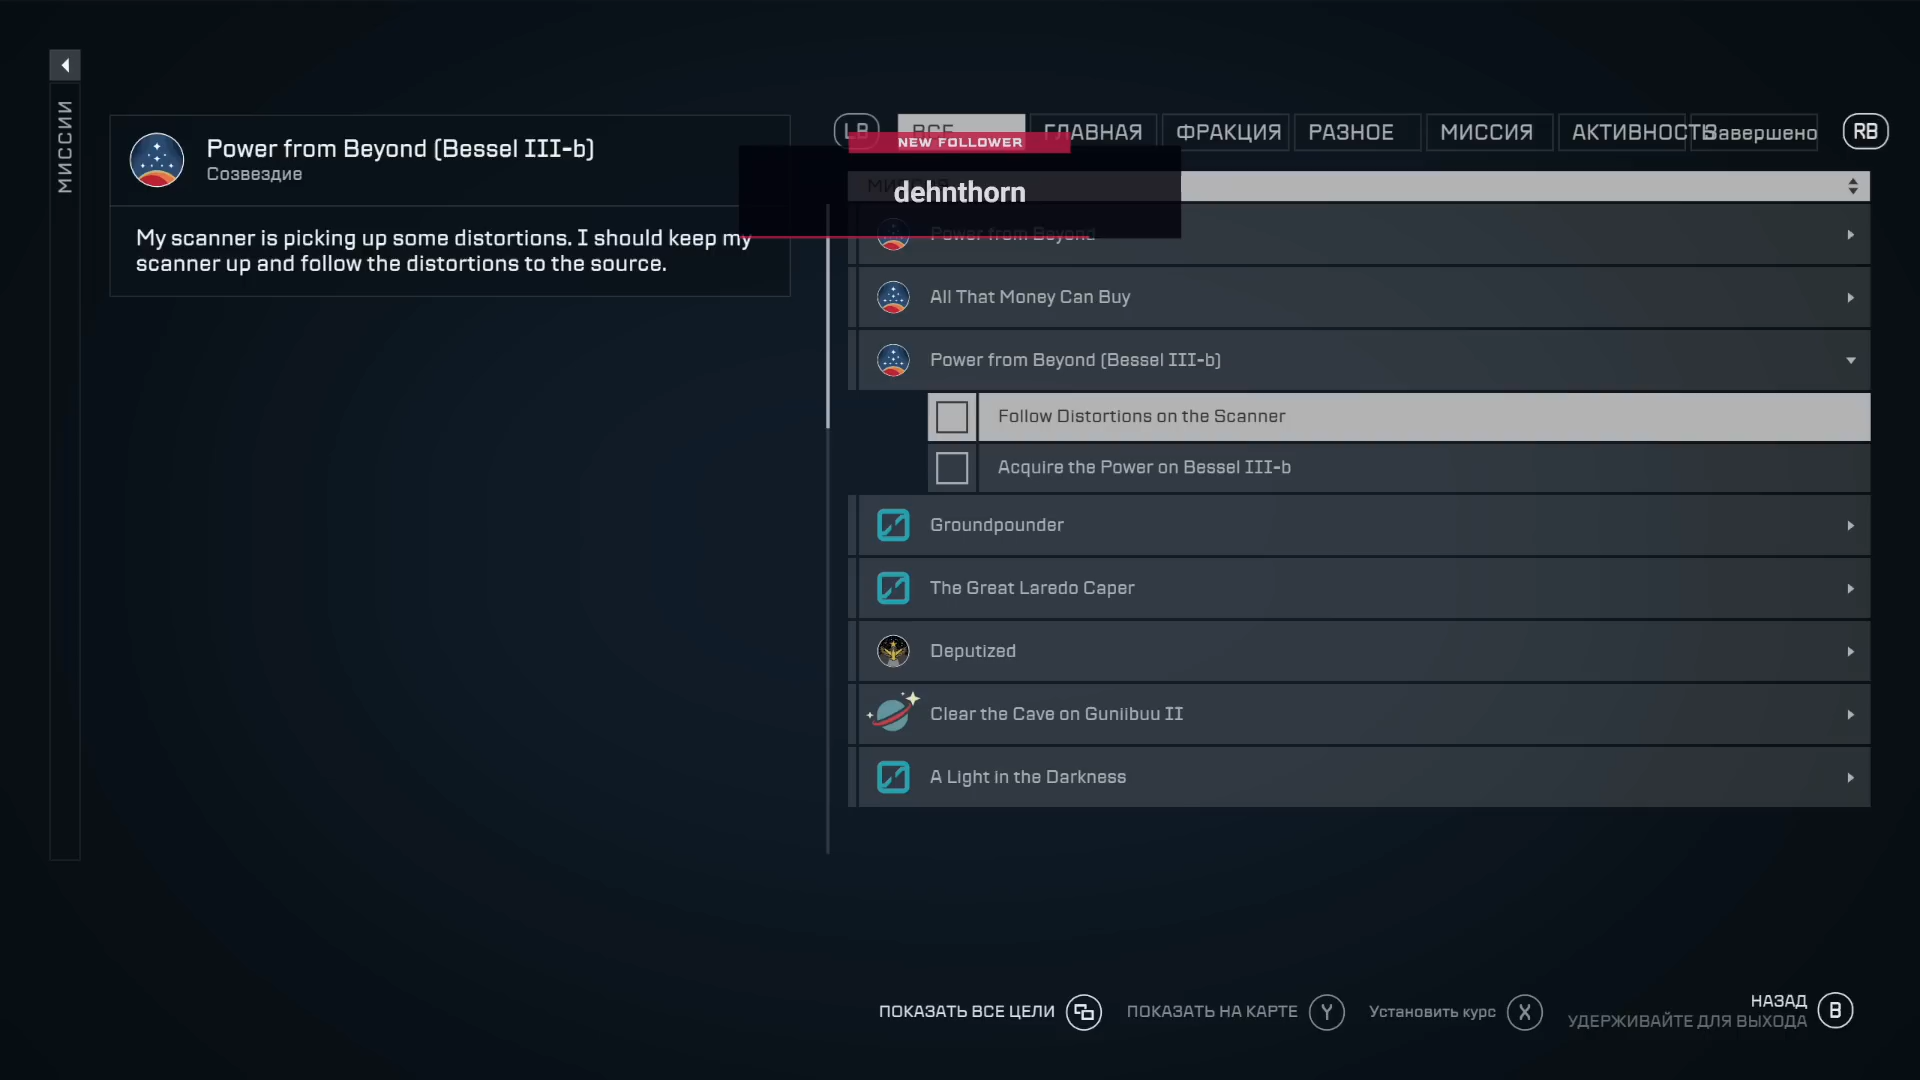 МИССИИ
Power from Beyond (Bessel III-b)
Созвездие
My scanner is picking up some distortions. I should keep my
scanner up and follow the distortions to the source.
LB
ВСЕ
ГЛАВНАЯ
ФРАКЦИЯ
РАЗНОЕ
МИССИЯ
АКТИВНОСТЬ
Завершено
RB
NEW FOLLOWER
dehnthorn
Power from Beyond
All That Money Can Buy
Power from Beyond (Bessel III-b)
Follow Distortions on the Scanner
Acquire the Power on Bessel III-b
Groundpounder
The Great Laredo Caper
Deputized
Clear the Cave on Guniibuu II
A Light in the Darkness
ПОКАЗАТЬ ВСЕ ЦЕЛИ
ПОКАЗАТЬ НА КАРТЕ Y
Установить курс X
НАЗАД B
УДЕРЖИВАЙТЕ ДЛЯ ВЫХОДА